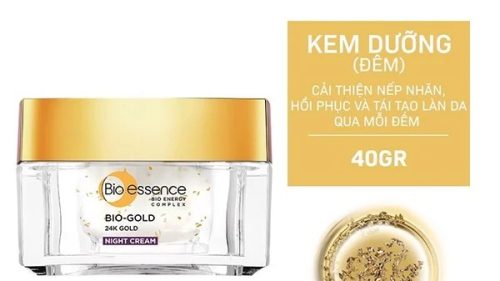 KEM DƯỠNG
(ĐÊM)
CẢI THIỆN NẾP NHĂN,
HỒI PHỤC VÀ TÁI TẠO LÀN DA
QUA MỖI ĐÊM
40GR
Bio essence
-BIO ENERGY
COMPLEX
BIO-GOLD
24K GOLD
NIGHT CREAM